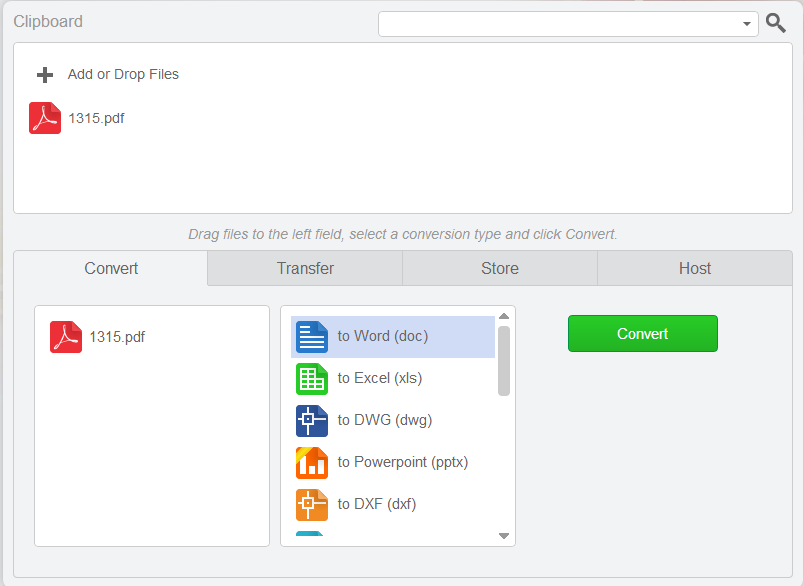 Clipboard
Add or Drop Files
1315.pdf
Drag files to the left field, select a conversion type and click Convert.
Convert
Transfer
Store
Host
1315.pdf
to Word (doc)
to Excel (xls)
to DWG (dwg)
to Powerpoint (pptx)
to DXF (dxf)
Convert